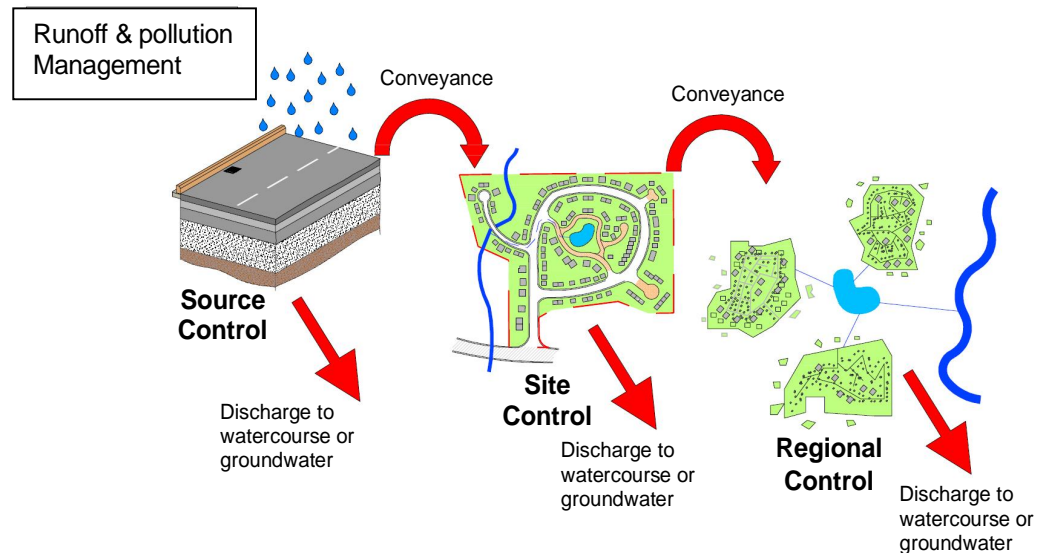 Runoff & pollution
Management
Conveyance
Conveyance
Source
Control
Discharge to
watercourse or
groundwater
Site
Control
Discharge to
watercourse or
groundwater
Regional
Control
Discharge to
watercourse or
groundwater